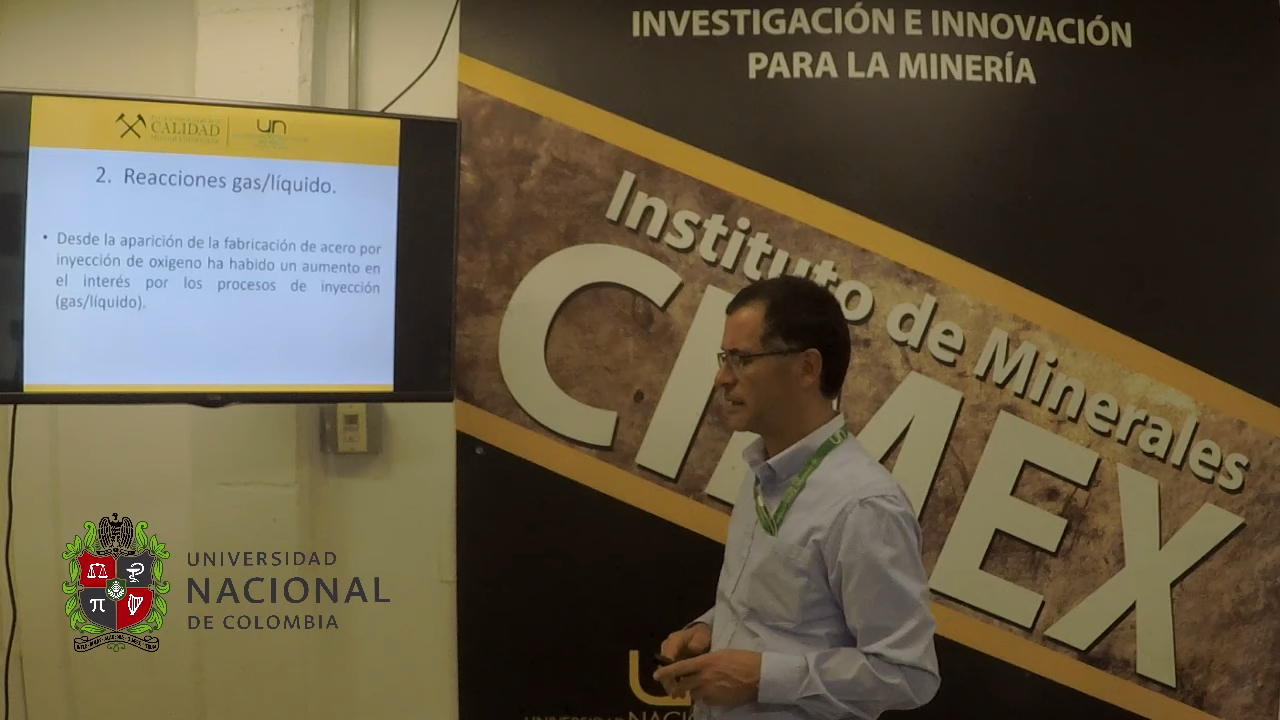 INVESTIGACIÓN E INNOVACIÓN
PARA LA MINERÍA
Instituto de Minerales
CIMEX
CALIDAD
un
2. Reacciones gas/líquido.
• Desde la aparición de la fabricación de acero por
inyección de oxigeno ha habido un aumento en
el interés por los procesos de inyección
(gas/líquido).
UNIVERSIDAD
NACIONAL
DE COLOMBIA